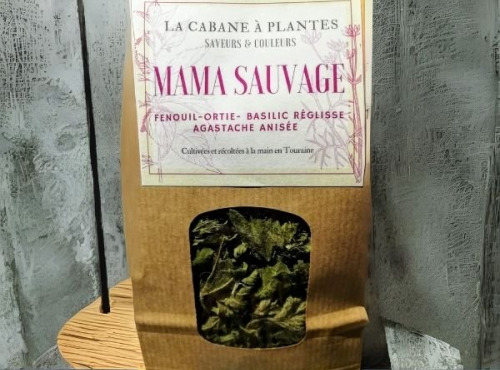 LA CABANE À PLANTES
SAVEURS & COULEURS
MAMA SAUVAGE
FENOUIL-ORTIE- BASILIC RÉGLISSE
AGASTACHE ANISÉE
Cultivées et récoltées à la main en Touraine